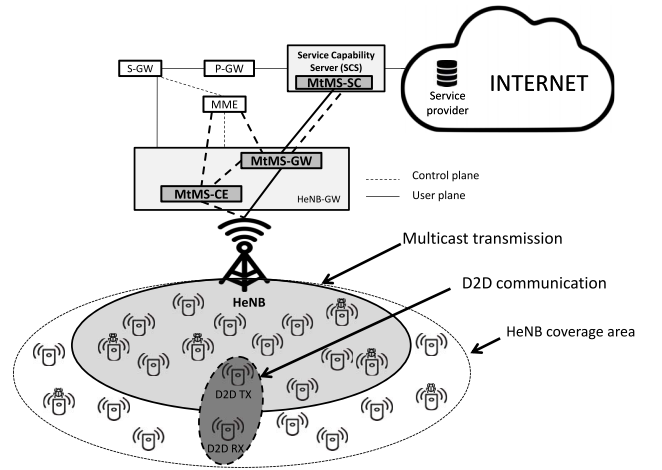 Service Capability
Server (SCS)
MtMS-SC
S-GW
P-GW
MME
INTERNET
Service
provider
MtMS-GW
MtMS-CE
HeNB-GW
Control plane
User plane
Multicast transmission
D2D communication
HeNB coverage area
HeNB
D2D TX
D2D RX